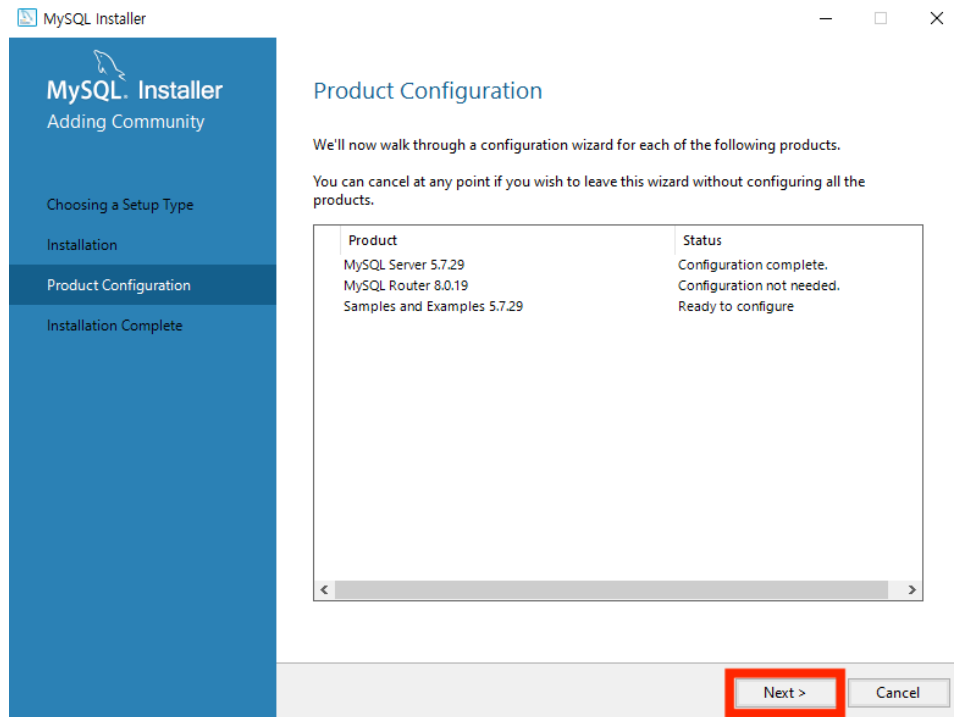 MySQL Installer
MySQL. Installer
Adding Community
Choosing a Setup Type
Installation
Product Configuration
Installation Complete
Product Configuration
We'll now walk through a configuration wizard for each of the following products.
You can cancel at any point if you wish to leave this wizard without configuring all the
products.
Product Status
MySQL Server 5.7.29 Configuration complete.
MySQL Router 8.0.19 Configuration not needed.
Samples and Examples 5.7.29 Ready to configure
Next > Cancel